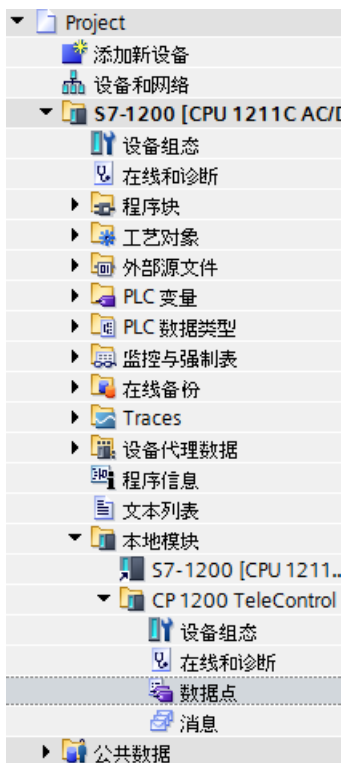 Project
添加新设备
设备和网络
S7-1200 [CPU 1211C AC/D
设备组态
在线和诊断
程序块
工艺对象
外部源文件
PLC 变量
PLC 数据类型
监控与强制表
在线备份
Traces
设备代理数据
程序信息
文本列表
本地模块
S7-1200 [CPU 1211...
CP 1200 TeleControl
设备组态
在线和诊断
数据点
消息
公共数据